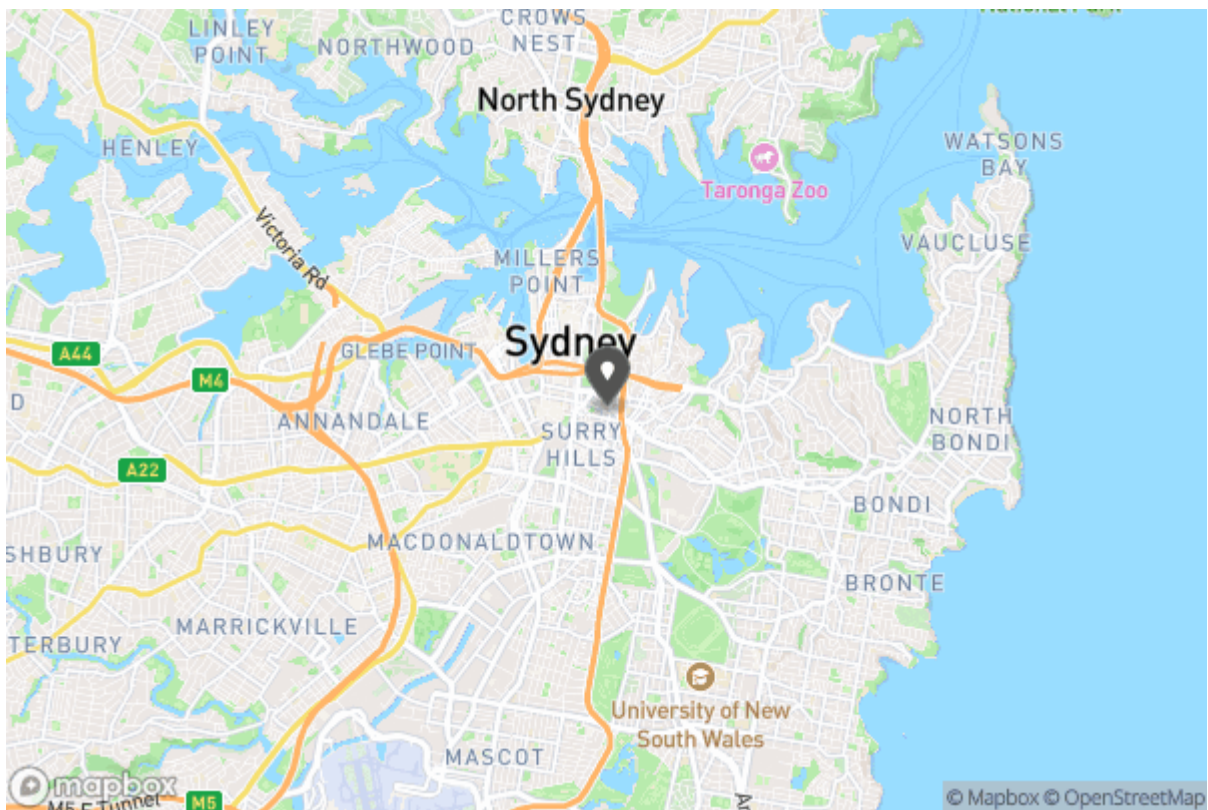 National Park
CROWS
NEST
LINLEY
POINT
NORTHWOOD
North Sydney
HENLEY
WATSONS
BAY
Taronga Zoo
Victoria Rd
VAUCLUSE
MILLERS
POINT
Sydney
A44
GLEBE POINT
M4
D
ANNANDALE
NORTH
BONDI
SURRY
HILLS
A22
BONDI
MACDONALDTOWN
SHBURY
BRONTE
MARRICKVILLE
TERBURY
University of New
South Wales
MASCOT
mapbox
M5 E Tunnel
M5
© Mapbox © OpenStreetMap